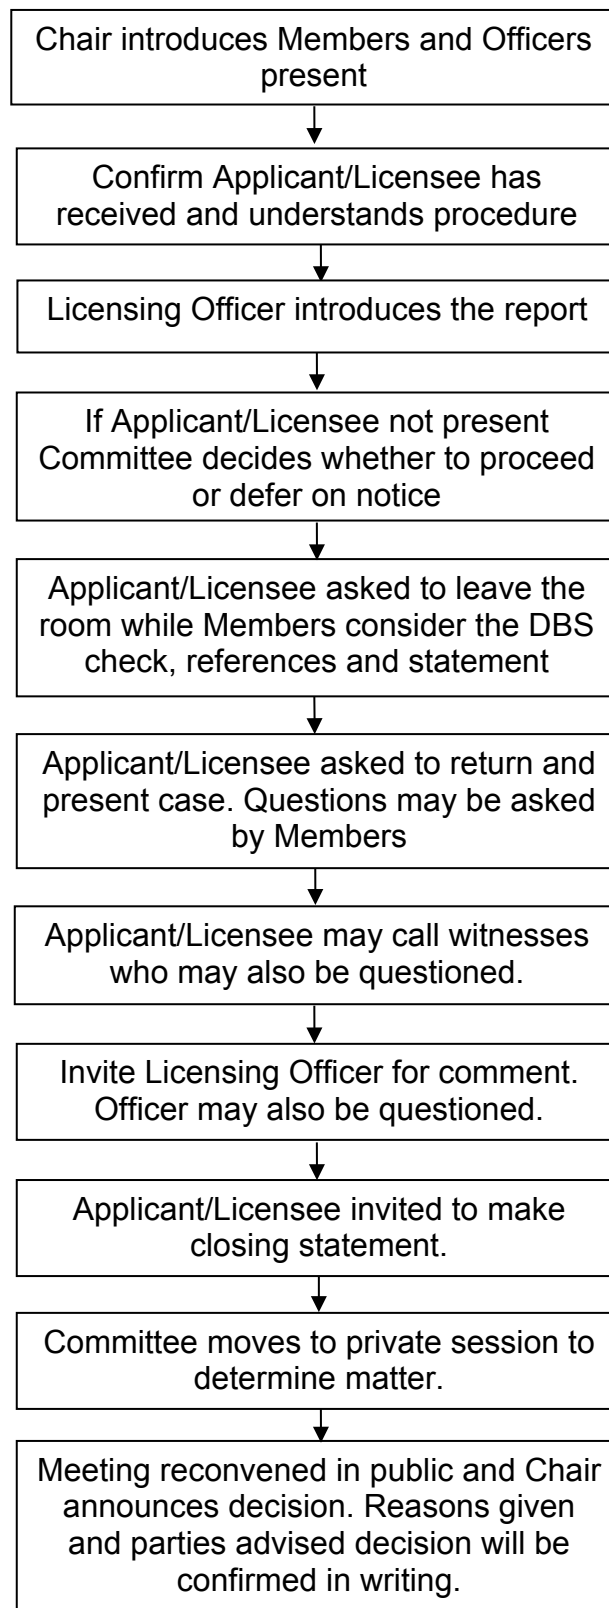 Chair introduces Members and Officers
present
Confirm Applicant/Licensee has
received and understands procedure
Licensing Officer introduces the report
If Applicant/Licensee not present
Committee decides whether to proceed
or defer on notice
Applicant/Licensee asked to leave the
room while Members consider the DBS
check, references and statement
Applicant/Licensee asked to return and
present case. Questions may be asked
by Members
Applicant/Licensee may call witnesses
who may also be questioned.
Invite Licensing Officer for comment.
Officer may also be questioned.
Applicant/Licensee invited to make
closing statement.
Committee moves to private session to
determine matter.
Meeting reconvened in public and Chair
announces decision. Reasons given
and parties advised decision will be
confirmed in writing.